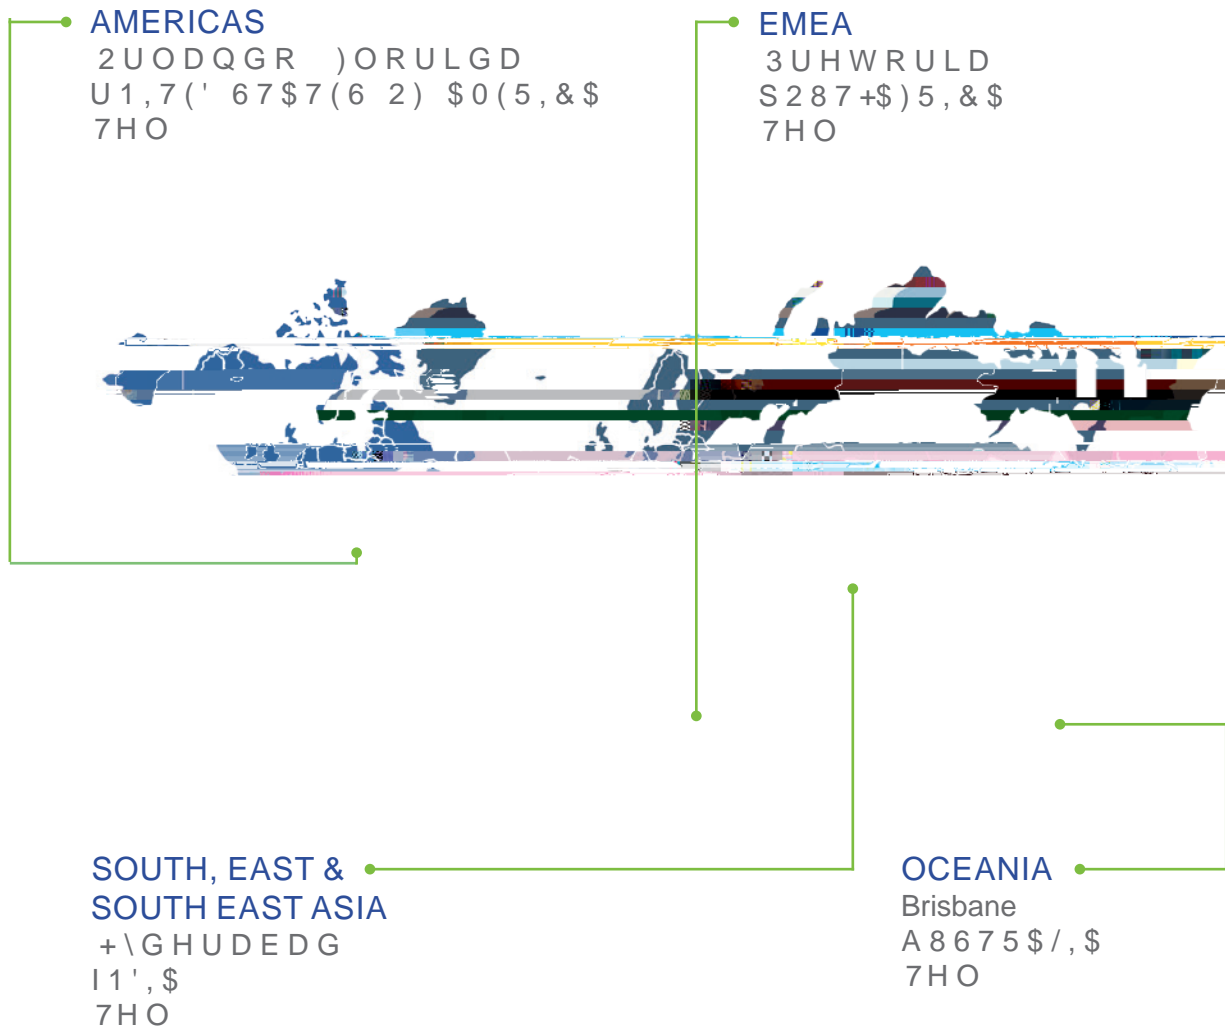 AMERICAS
2UODQGR )ORULGD
U1,7(' 67$7(6 2) $0(5,&$
7HO
EMEA
3UHWRULD
S287+$)5,&$
7HO
SOUTH, EAST &
SOUTH EAST ASIA
+\GHUDEDG
I1',$
7HO
OCEANIA
Brisbane
A8675$/,$
7HO